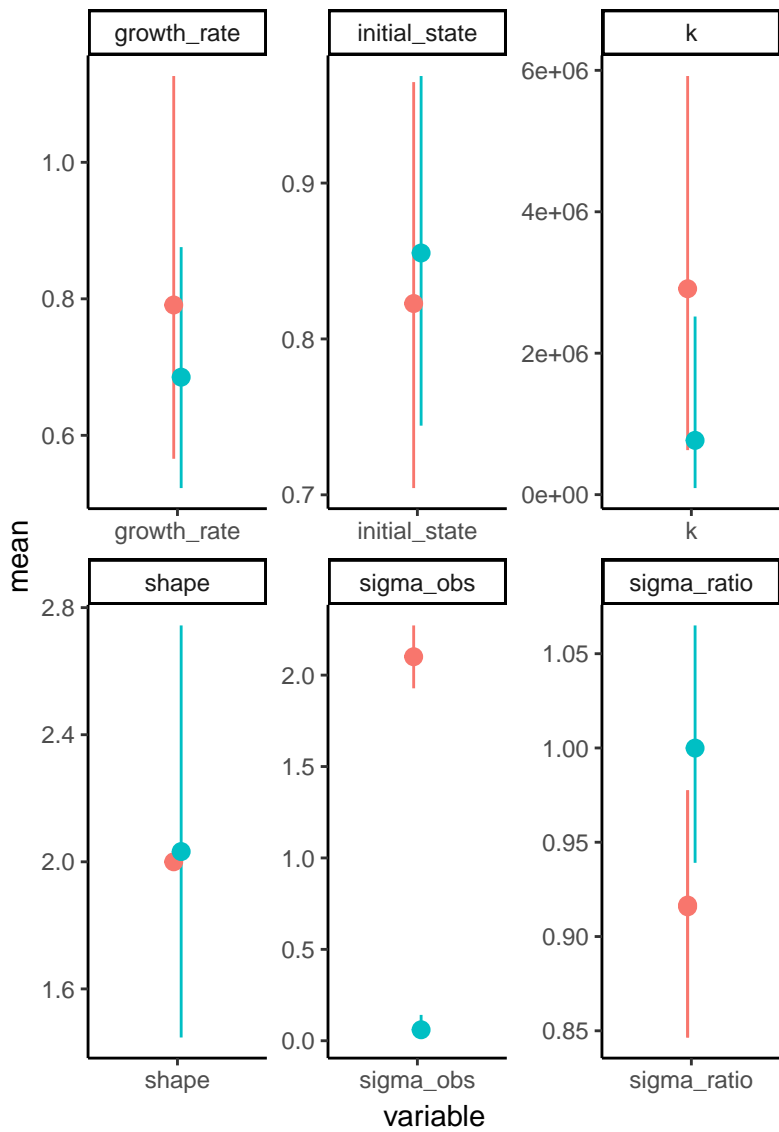 growth_rate
initial_state
k
1.0
0.8
0.6
0.9
0.8
0.7
6e+06
4e+06
2e+06
0e+00
growth_rate
initial_state
k
mean
shape
sigma_obs
sigma_ratio
2.8
2.4
2.0
1.6
2.0
1.5
1.0
0.5
0.0
1.05
1.00
0.95
0.90
0.85
shape
sigma_obs
sigma_ratio
variable